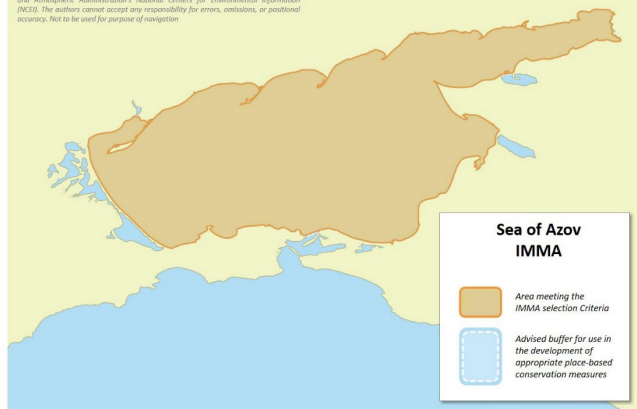 and Atmospheric Administration's National Centers for Environmental Information
(NCEI). The authors cannot accept any responsibility for errors, omissions, or positional
accuracy. Not to be used for purpose of navigation
Sea of Azov
IMMA
Area meeting the
IMMA selection Criteria
Advised buffer for use in
the development of
appropriate place-based
conservation measures